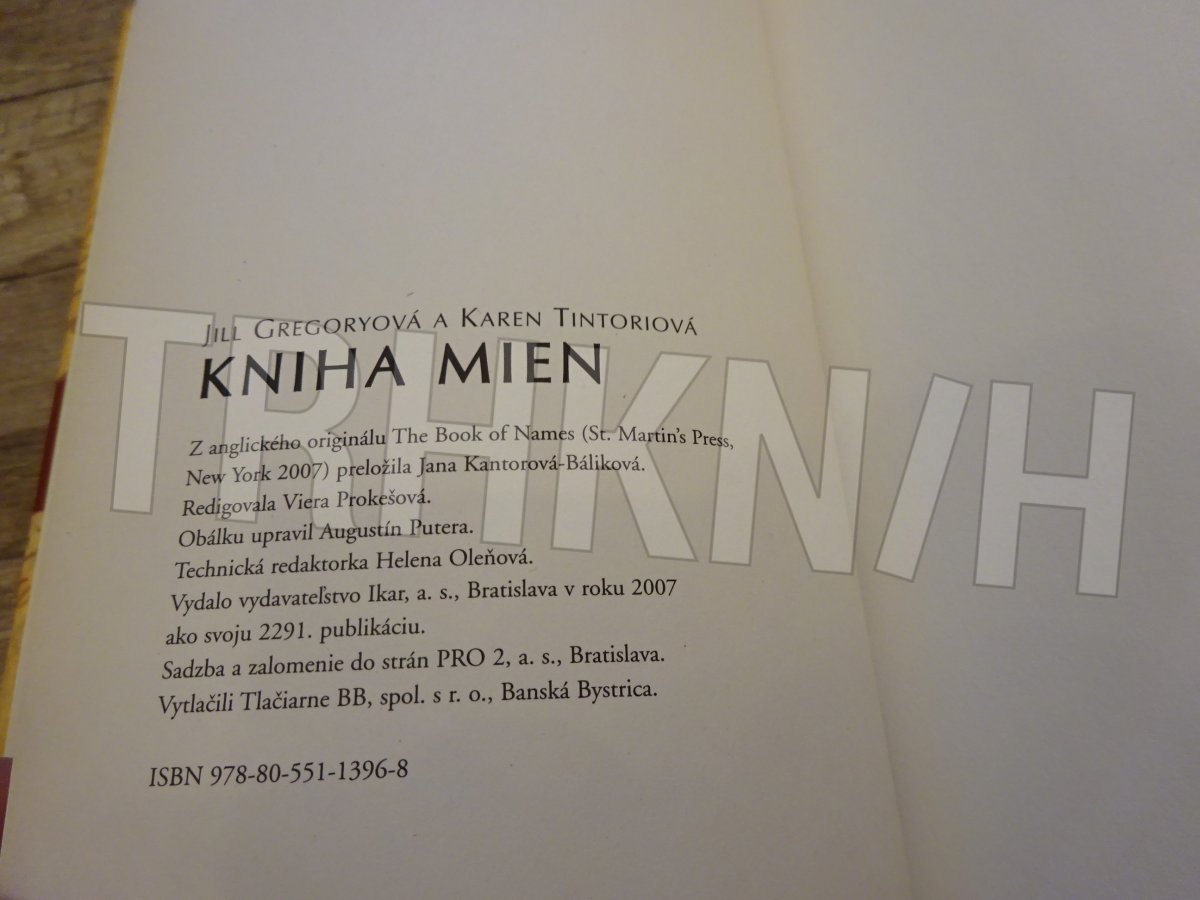 JILL GREGORYOVÁ A KAREN TINTORIOVÁ
KNIHA MIEN
Z anglického originálu The Book of Names (St. Martin's Press,
New York 2007) preložila Jana Kantorová-Báliková.
Redigovala Viera Prokešová.
Obálku upravil Augustín Putera.
Technická redaktorka Helena Oleňová.
Vydalo vydavateľstvo Ikar, a. s., Bratislava v roku 2007
ako svoju 2291. publikáciu.
Sadzba a zalomenie do strán PRO 2, a. s., Bratislava.
Vytlačili Tlačiarne BB, spol. s r. o., Banská Bystrica.
ISBN 978-80-551-1396-8
TRHKN/H